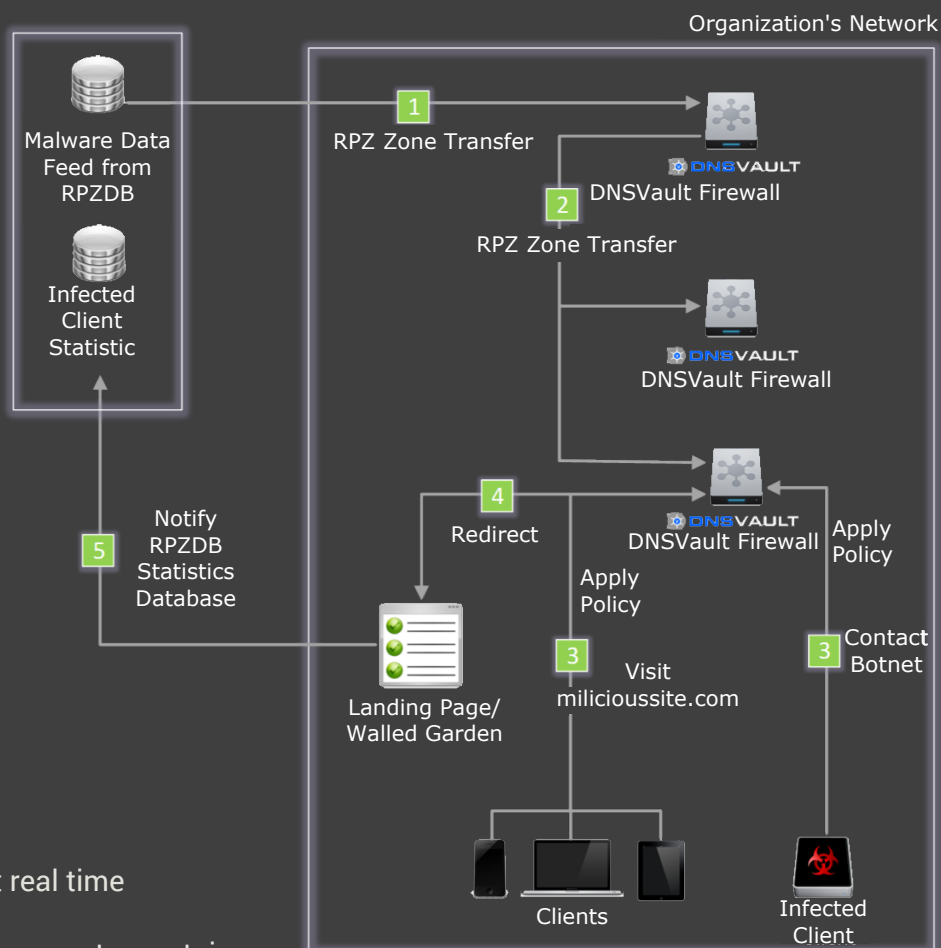 Organization's Network
1
RPZ Zone Transfer
Malware Data
Feed from
RPZDB
DNSVAULT
DNSVault Firewall
2
RPZ Zone Transfer
Infected
Client
Statistic
DNSVAULT
DNSVault Firewall
4
Redirect
DNSVAULT
DNSVault Firewall
Apply
Policy
Notify
RPZDB
Statistics
Database
5
Apply
Policy
3
Visit
milicioussite.com
3
Contact
Botnet
Landing Page/
Walled Garden
Clients
Infected
Client
real time